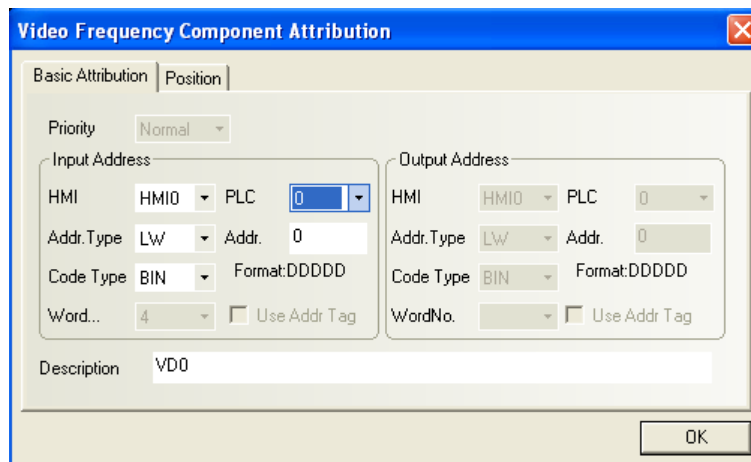 Video Frequency Component Attribution
Basic Attribution Position
Priority Normal
Input Address
HMI HMI0 PLC 0
Addr.Type LW Addr. 0
Code Type BIN Format:DDDDD
Word... 4 Use Addr Tag
Output Address
HMI HMI0 PLC 0
Addr.Type LW Addr. 0
Code Type BIN Format:DDDDD
WordNo. Use Addr Tag
Description VD0
OK